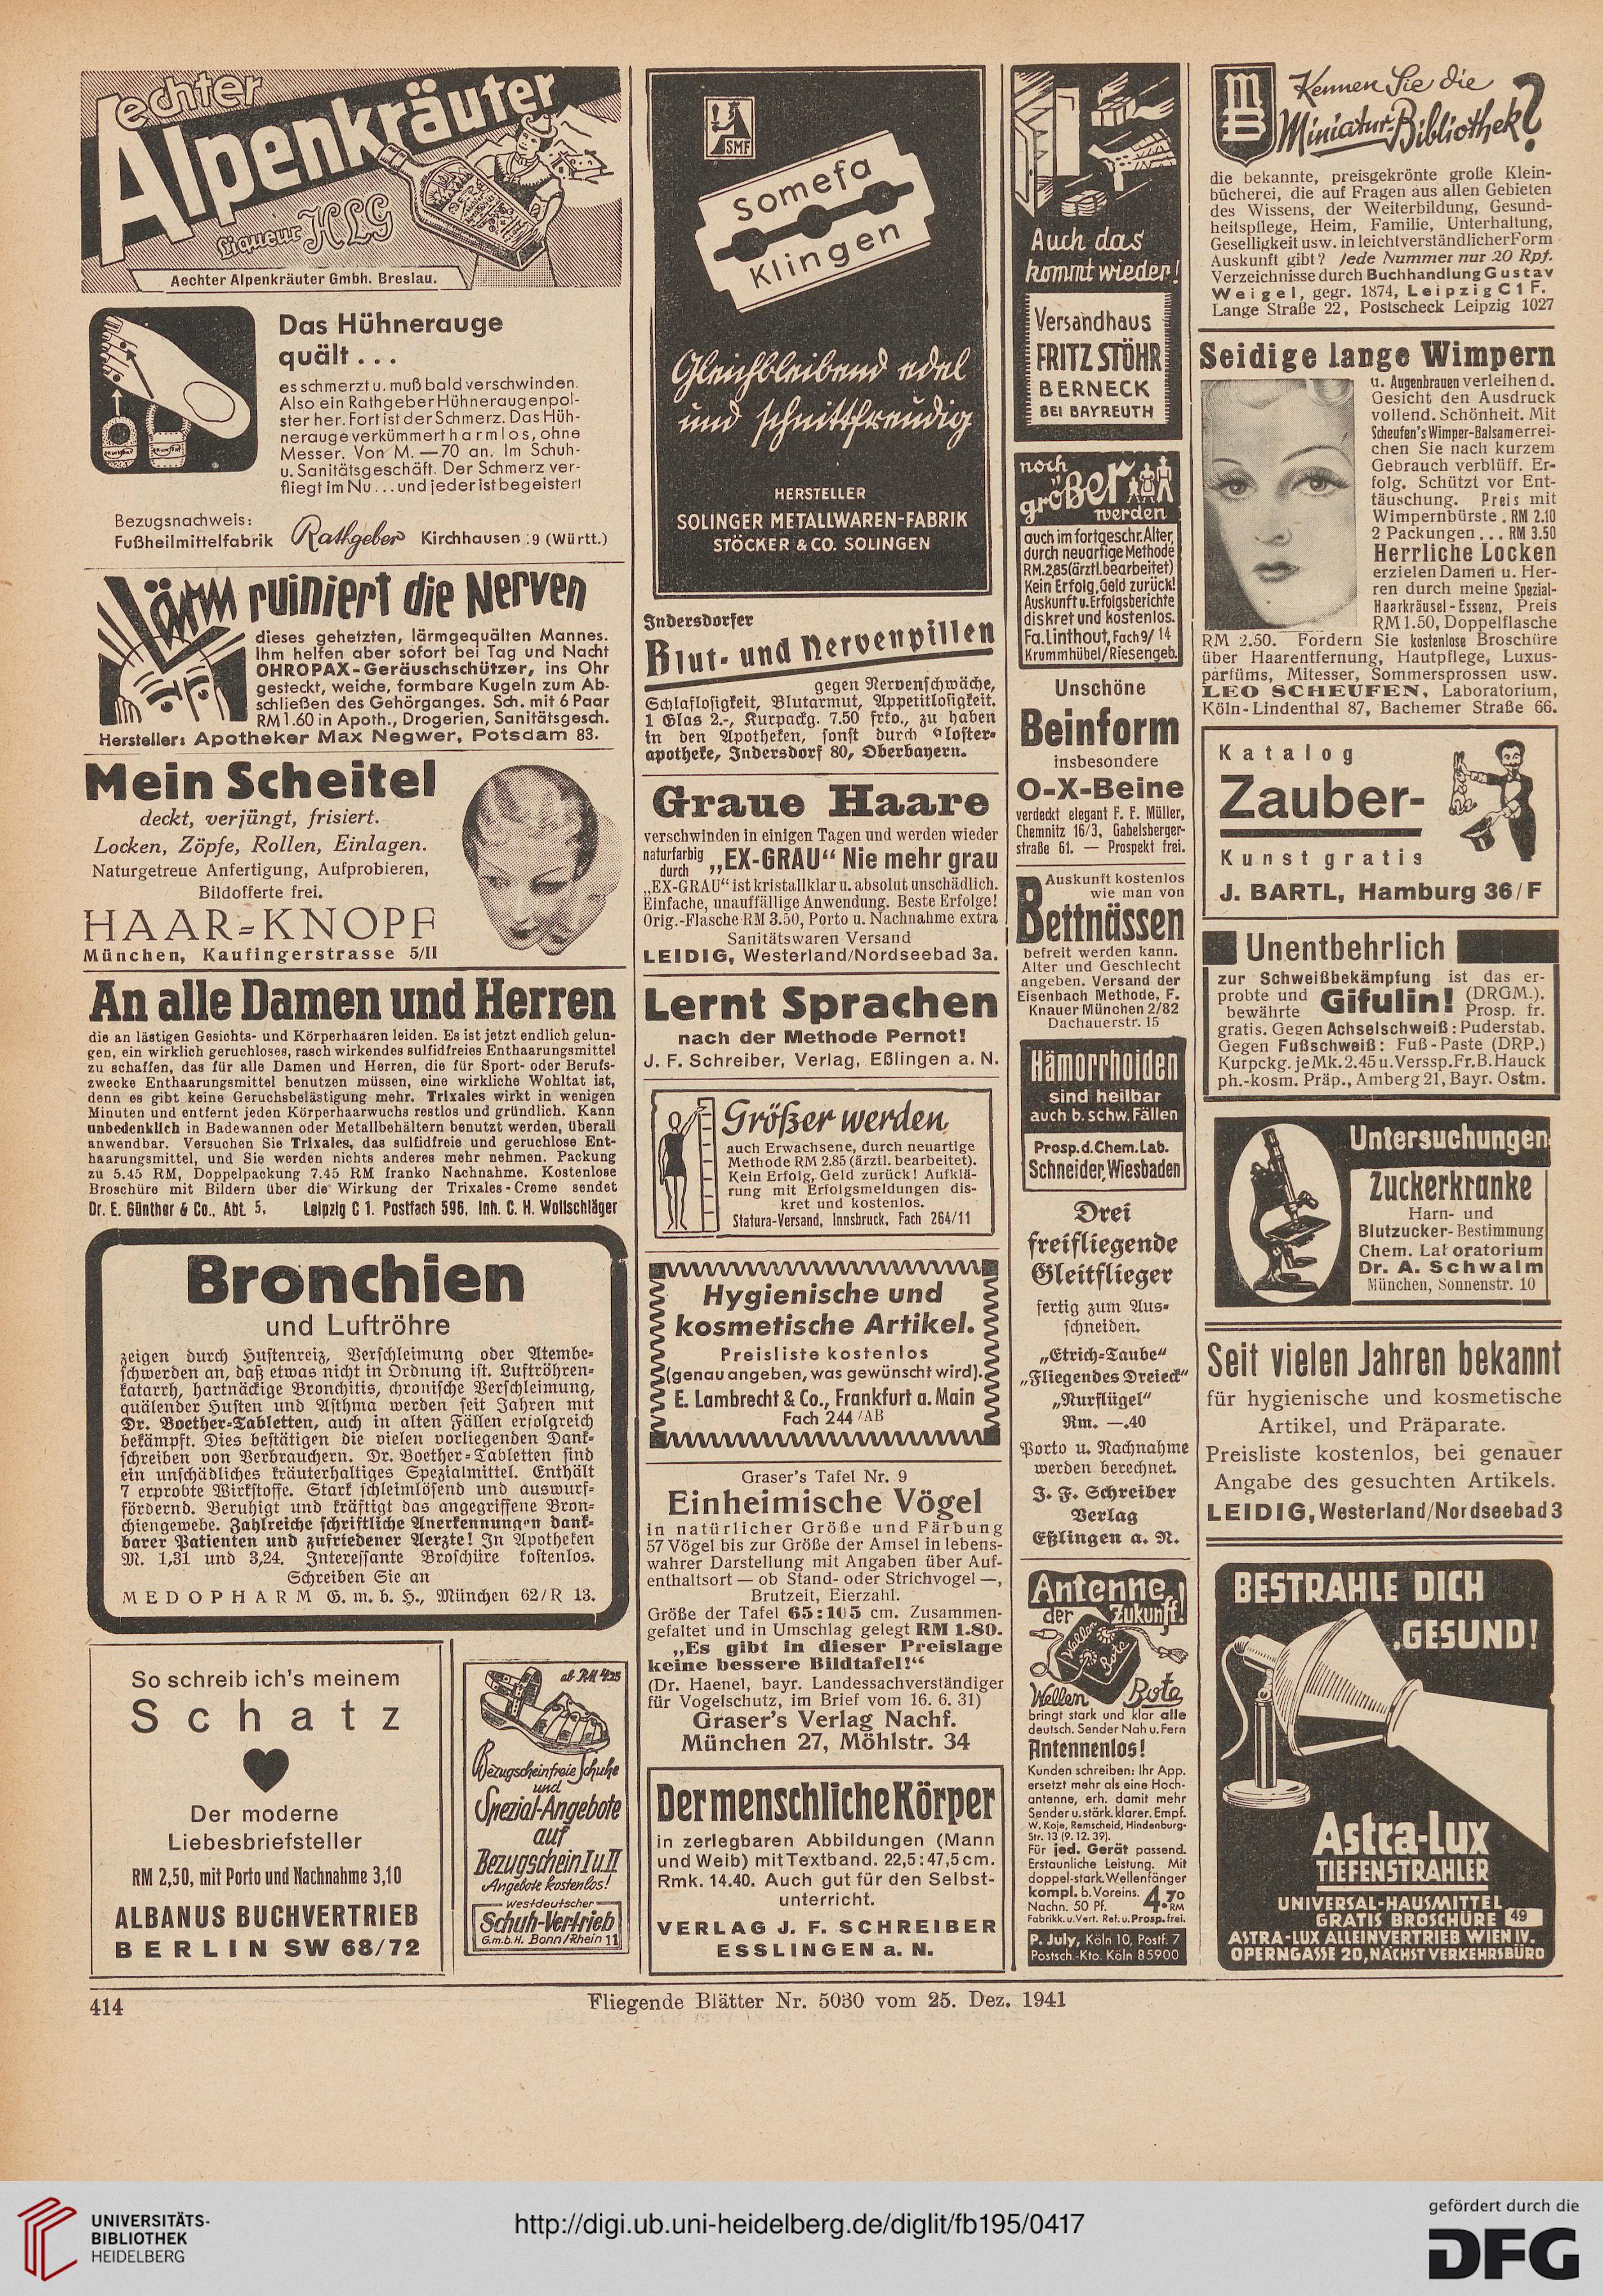 echter
Alpenkräuter
Liqueur HLG
Aechter Alpenkräuter Gmbh. Breslau.
Das Hühnerauge
quält . . .
es schmerzt u. muß bald verschwinden.
Also ein Rathgeber Hühneraugenpol-
ster her. Fort ist der Schmerz. Das Hüh-
nerauge verkümmert harmlos, ohne
Messer. Von M. —70 an. Im Schuh-
u. Sanitätsgeschäft. Der Schmerz ver-
fliegt im Nu . . . und jeder ist begeistert
Bezugsnachweis:
Fußheilmittelfabrik Rathgeber Kirchhausen :9 (Württ.)
Lärm ruiniert die Nerven
dieses gehetzten, lärmgequälten Mannes.
Ihm helfen aber sofort bei Tag und Nacht
OHROPAX-Geräuschschützer, ins Ohr
gesteckt, weiche, formbare Kugeln zum Ab-
schließen des Gehörganges. Sch. mit 6 Paar
RM 1.60 in Apoth., Drogerien, Sanitätsgesch.
Hersteller: Apotheker Max Negwer, Potsdam 83.
Mein Scheitel
deckt, verjüngt, frisiert.
Locken, Zöpfe, Rollen, Einlagen.
Naturgetreue Anfertigung, Aufprobieren,
Bildofferte frei.
HAAR-KNOPF
München, Kaufingerstrasse 5/II
An alle Damen und Herren
die an lästigen Gesichts- und Körperhaaren leiden. Es ist jetzt endlich gelun-
gen, ein wirklich geruchloses, rasch wirkendes sulfidfreies Enthaarungsmittel
zu schaffen, das für alle Damen und Herren, die für Sport- oder Berufs-
zwecke Enthaarungsmittel benutzen müssen, eine wirkliche Wohltat ist,
denn es gibt keine Geruchsbelästigung mehr. Trixales wirkt in wenigen
Minuten und entfernt jeden Körperhaarwuchs restlos und gründlich. Kann
unbedenklich in Badewannen oder Metallbehältern benutzt werden, überall
anwendbar. Versuchen Sie Trixales, das sulfidfreie und geruchlose Ent-
haarungsmittel, und Sie werden nichts anderes mehr nehmen. Packung
zu 5.45 RM, Doppelpackung 7.45 RM franko Nachnahme. Kostenlose
Broschüre mit Bildern über die Wirkung der Trixales-Creme sendet
Dr. E. Günther & Co., Abt. 5, Leipzig C 1. Postfach 596, Inh. C. H. Wollschläger
Bronchien
und Luftröhre
zeigen durch Hustenreiz, Verschleimung oder Atembe-
schwerden an, daß etwas nicht in Ordnung ist. Luftröhren-
katarrh, hartnäckige Bronchitis, chronische Verschleimung,
quälender Husten und Asthma werden seit Jahren mit
Dr. Boether-Tabletten, auch in alten Fällen erfolgreich
bekämpft. Dies bestätigen die vielen vorliegenden Dank-
schreiben von Verbrauchern. Dr. Boether-Tabletten sind
ein unschädliches kräuterhaltiges Spezialmittel. Enthält
7 erprobte Wirkstoffe. Stark schleimlösend und auswurf-
fördernd. Beruhigt und kräftigt das angegriffene Bron-
chiengewebe. Zahlreiche schriftliche Anerkennungen dank-
barer Patienten und zufriedener Aerzte! In Apotheken
M. 1,31 und 3,24. Interessante Broschüre kostenlos.
Schreiben Sie an
MEDOPHARM G. m. b. H., München 62/R 13.
So schreib ich's meinem
Schatz
Der moderne
Liebesbriefsteller
RM 2,50, mit Porto und Nachnahme 3,10
ALBANUS BUCHVERTRIEB
BERLIN SW 68/72
ab RM 4.25
Bezugscheinfreie Schuhe
und
Spezial-Angebote
auf
Bezugschein I u. II
Angebote kostenlos!
Westdeutscher
Schuh-Vertrieb
G.m.b.H. Bonn/Rhein 11
SMF
Somefa
Klingen
Gleichbleibend edel
und schnittfreudig
HERSTELLER
SOLINGER METALLWAREN-FABRIK
STÖCKER & CO. SOLINGEN
Indersdorfer
Blut- und Nervenpillen
gegen Nervenschwäche,
Schlaflosigkeit, Blutarmut, Appetitlosigkeit.
1 Glas 2.-, Kurpackg. 7.50 frko., zu haben
in den Apotheken, sonst durch Kloster-
apotheke, Indersdorf 80, Oberbayern.
Graue Haare
verschwinden in einigen Tagen und werden wieder
naturfarbig durch „EX-GRAU“ Nie mehr grau
„EX-GRAU“ ist kristallklar u. absolut unschädlich.
Einfache, unauffällige Anwendung. Beste Erfolge!
Orig.-Flasche RM 3.50, Porto u. Nachnahme extra
Sanitätswaren Versand
LEIDIG, Westerland/Nordseebad 3a.
Lernt Sprachen
nach der Methode Pernot!
J. F. Schreiber, Verlag, Eßlingen a. N.
Größer werden,
auch Erwachsene, durch neuartige
Methode RM 2.85 (ärztl. bearbeitet).
Kein Erfolg, Geld zurück! Aufklä-
rung mit Erfolgsmeldungen dis-
kret und kostenlos.
Statura-Versand, Innsbruck, Fach 264/11
Hygienische und
kosmetische Artikel.
Preisliste kostenlos
(genau angeben, was gewünscht wird).
E. Lambrecht & Co., Frankfurt a. Main
Fach 244/AB
Graser's Tafel Nr. 9
Einheimische Vögel
in natürlicher Größe und Färbung
57 Vögel bis zur Größe der Amsel in lebens-
wahrer Darstellung mit Angaben über Auf-
enthaltsort — ob Stand- oder Strichvogel —,
Brutzeit, Eierzahl.
Größe der Tafel 65:105 cm. Zusammen-
gefaltet und in Umschlag gelegt RM 1.80.
„Es gibt in dieser Preislage
keine bessere Bildtafel!“
(Dr. Haenel, bayr. Landessachverständiger
für Vogelschutz, im Brief vom 16. 6. 31)
Graser's Verlag Nachf.
München 27, Möhlstr. 34
Der menschliche Körper
in zerlegbaren Abbildungen (Mann
und Weib) mit Textband. 22,5:47,5 cm.
Rmk. 14.40. Auch gut für den Selbst-
unterricht.
VERLAG J. F. SCHREIBER
ESSLINGEN a. N.
Auch das
kommt wieder!
Versandhaus
FRITZ STÖHR
BERNECK
BEI BAYREUTH
noch
größer
werden
auch im fortgeschr. Alter,
durch neuartige Methode
RM. 2,85 (ärztl. bearbeitet)
Kein Erfolg, Geld zurück!
Auskunft u. Erfolgsberichte
diskret und kostenlos.
Fa. Linthout, Fach 9/14
Krummhübel/Riesengeb.
Unschöne
Beinform
insbesondere
O-X-Beine
verdeckt elegant F. F. Müller,
Chemnitz 16/3, Gabelsberger-
straße 61. — Prospekt frei.
Auskunft kostenlos
wie man von
Bettnässen
befreit werden kann.
Alter und Geschlecht
angeben. Versand der
Eisenbach Methode, F.
Knauer München 2/82
Dachauerstr. 15
Hämorrhoiden
sind heilbar
auch b. schw. Fällen
Prosp. d. Chem. Lab.
Schneider, Wiesbaden
Drei
freifliegende
Gleitflieger
fertig zum Aus-
schneiden.
„Etrich-Taube“
„Fliegendes Dreieck“
„Nurflügel“
Rm. —.40
Porto u. Nachnahme
werden berechnet.
J. F. Schreiber
Verlag
Eßlingen a. N.
Antenne
der Zukunft!
Wellen Bote
Wellen Bote
bringt stark und klar alle
deutsch. Sender Nah u. Fern
Antennenlos!
Kunden schreiben: Ihr App.
ersetzt mehr als eine Hoch-
antenne, erh. damit mehr
Sender u. stärk. klarer. Empf.
W. Koje, Remscheid, Hindenburg-
Str. 13 (9. 12. 39).
Für jed. Gerät passend.
Erstaunliche Leistung. Mit
doppel-stark. Wellenfänger
kompl. b. Voreins. 4.70 RM
Nachn. 50 Pf.
Fabrikk. u. Vert. Ref. u. Prosp. frei.
P. July, Köln 10, Postf. 7
Postsch.-Kto. Köln 85900
mB
Kennen Sie die
Miniatur-Bibliothek?
die bekannte, preisgekrönte große Klein-
bücherei, die auf Fragen aus allen Gebieten
des Wissens, der Weiterbildung, Gesund-
heitspflege, Heim, Familie, Unterhaltung,
Geselligkeit usw. in leichtverständlicher Form
Auskunft gibt? Jede Nummer nur 20 Rpf.
Verzeichnisse durch Buchhandlung Gustav
Weigel, gegr. 1874, Leipzig C 1 F.
Lange Straße 22, Postscheck Leipzig 1027
Seidige lange Wimpern
u. Augenbrauen verleihen d.
Gesicht den Ausdruck
vollend. Schönheit. Mit
Scheufen's Wimper-Balsam errei-
chen Sie nach kurzem
Gebrauch verblüff. Er-
folg. Schützt vor Ent-
täuschung. Preis mit
Wimpernbürste . RM 2.10
2 Packungen . . . RM 3.50
Herrliche Locken
erzielen Damen u. Her-
ren durch meine Spezial-
Haarkräusel-Essenz, Preis
RM 1.50, Doppelflasche
RM 2.50. Fordern Sie kostenlose Broschüre
über Haarentfernung, Hautpflege, Luxus-
parfüms, Mitesser, Sommersprossen usw.
LEO SCHEUFEN, Laboratorium,
Köln-Lindenthal 87, Bachemer Straße 66.
Katalog
Zauber-
Kunst gratis
J. BARTL, Hamburg 36/F
Unentbehrlich
zur Schweißbekämpfung ist das er-
probte und bewährte Gifulin! (DRGM.). Prosp. fr.
gratis. Gegen Achselschweiß: Puderstab.
Gegen Fußschweiß: Fuß-Paste (DRP.)
Kurpckg. je Mk. 2.45 u. Verssp. Fr. B. Hauck
ph.-kosm. Präp., Amberg 21, Bayr. Ostm.
Untersuchungen
Zuckerkranke
Harn- und
Blutzucker-Bestimmung
Chem. Laboratorium
Dr. A. Schwalm
München, Sonnenstr. 10
Seit vielen Jahren bekannt
für hygienische und kosmetische
Artikel, und Präparate.
Preisliste kostenlos, bei genauer
Angabe des gesuchten Artikels.
LEIDIG, Westerland/Nordseebad 3
BESTRAHLE DICH
GESUND!
Astra-Lux
TIEFENSTRAHLER
UNIVERSAL-HAUSMITTEL
GRATIS BROSCHÜRE 49
ASTRA-LUX ALLEINVERTRIEB WIEN IV.
OPERNGASSE 20, NÄCHST VERKEHRSBÜRO
414
Fliegende Blätter Nr. 5030 vom 25. Dez. 1941
UNIVERSITÄTS-
BIBLIOTHEK
HEIDELBERG
http://digi.ub.uni-heidelberg.de/diglit/fb195/0417
gefördert durch die
DFG